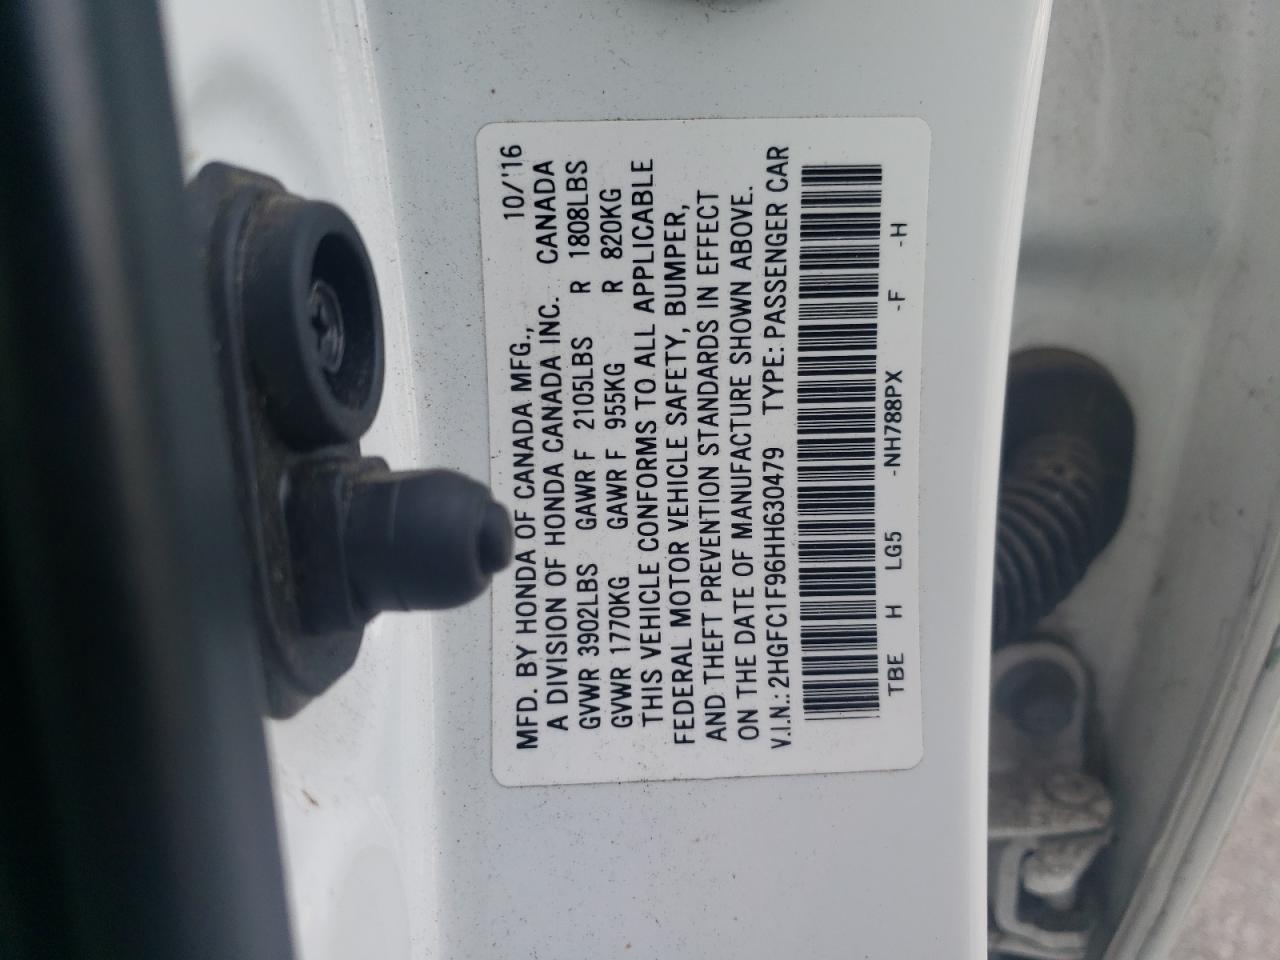 MFD. BY HONDA OF CANADA MFG., 10/'16
A DIVISION OF HONDA CANADA INC. CANADA
GVWR 3902LBS GAWR F 2105LBS R 1808LBS
GVWR 1770KG GAWR F 955KG R 820KG
THIS VEHICLE CONFORMS TO ALL APPLICABLE
FEDERAL MOTOR VEHICLE SAFETY, BUMPER,
AND THEFT PREVENTION STANDARDS IN EFFECT
ON THE DATE OF MANUFACTURE SHOWN ABOVE.
V.I.N.: 2HGFC1F96HH630479 TYPE: PASSENGER CAR
TBE H LG5 -NH788PX -F -H